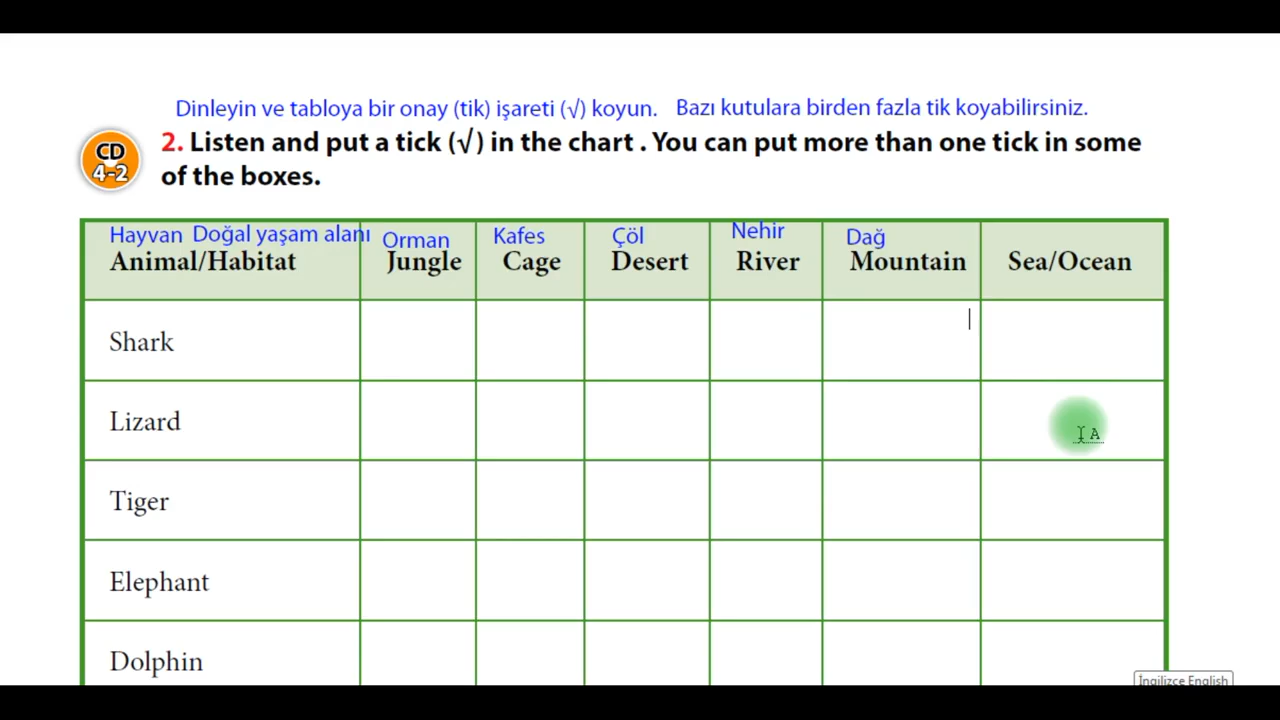 Dinleyin ve tabloya bir onay (tik) işareti (√) koyun. Bazı kutulara birden fazla tik koyabilirsiniz.
CD
4-2
2. Listen and put a tick (√) in the chart . You can put more than one tick in some
of the boxes.
Hayvan Doğal yaşam alanı Orman Kafes Çöl Nehir Dağ
Animal/Habitat Jungle Cage Desert River Mountain Sea/Ocean
Shark
Lizard
A
Tiger
Elephant
Dolphin
İngilizce English